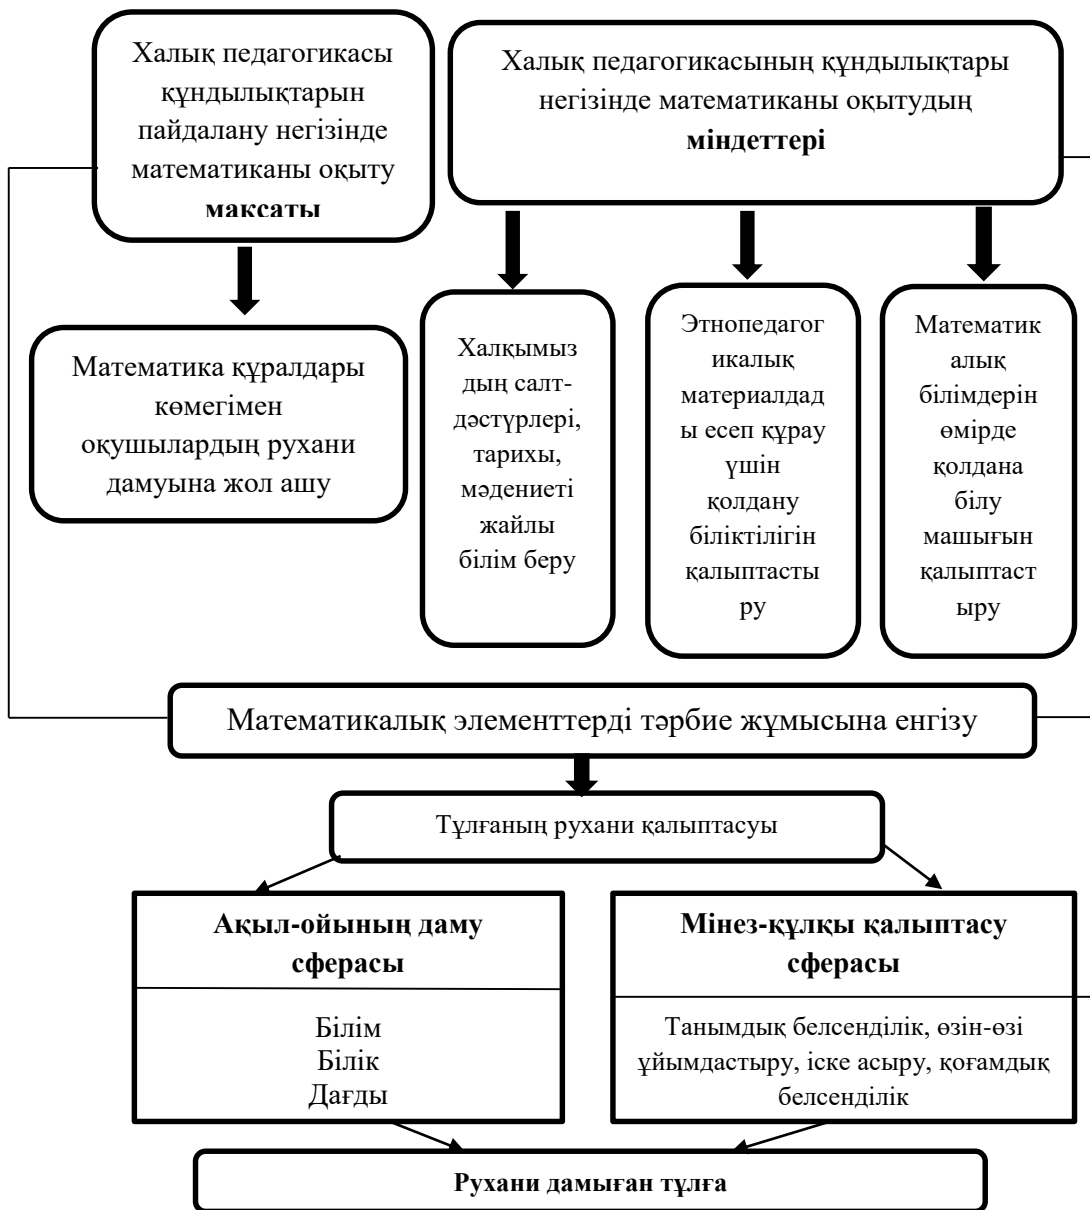 Халық педагогикасы
құндылықтарын
пайдалану негізінде
математиканы оқыту
мақсаты
Халық педагогикасының құндылықтары
негізінде математиканы оқытудың
міндеттері
Математика құралдары
көмегімен
оқушылардың рухани
дамуына жол ашу
Халқымыз
дың салт-
дәстүрлері,
тарихы,
мәдениеті
жайлы
білім беру
Этнопедагог
икалық
материалдад
ы есеп құрау
үшін
қолдану
біліктілігін
қалыптасты
ру
Математик
алық
білімдерін
өмірде
қолдана
білу
машығын
қалыптаст
ыру
Математикалық элементтерді тәрбие жұмысына енгізу
Тұлғаның рухани қалыптасуы
Ақыл-ойының даму
сферасы
Білім
Білік
Дағды
Мінез-құлқы қалыптасу
сферасы
Танымдық белсенділік, өзін-өзі
ұйымдастыру, іске асыру, қоғамдық
белсенділік
Рухани дамыған тұлға